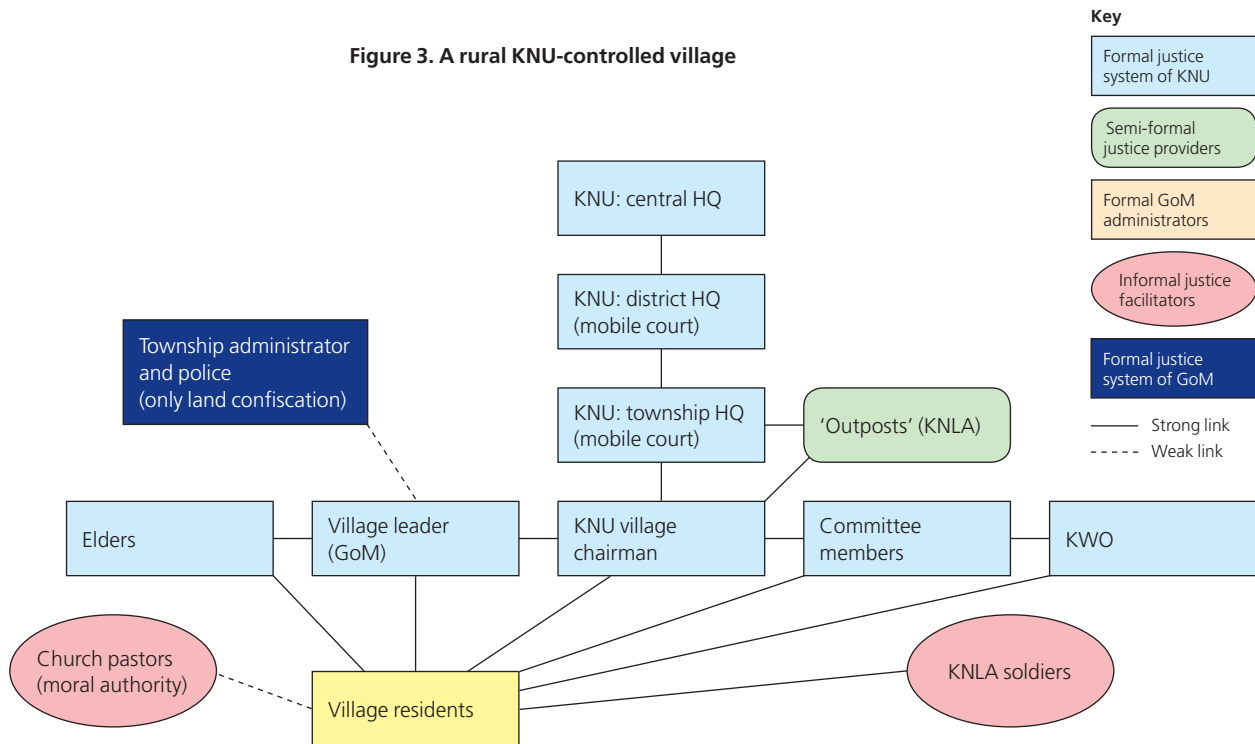 Figure 3. A rural KNU-controlled village
Key
Formal justice
system of KNU
Semi-formal
justice providers
Formal GoM
administrators
Informal justice
facilitators
Formal justice
system of GoM
Strong link
Weak link
KNU: central HQ
KNU: district HQ
(mobile court)
Township administrator
and police
(only land confiscation)
KNU: township HQ
(mobile court)
'Outposts' (KNLA)
Elders
Village leader
(GoM)
KNU village
chairman
Committee
members
KWO
Church pastors
(moral authority)
Village residents
KNLA soldiers